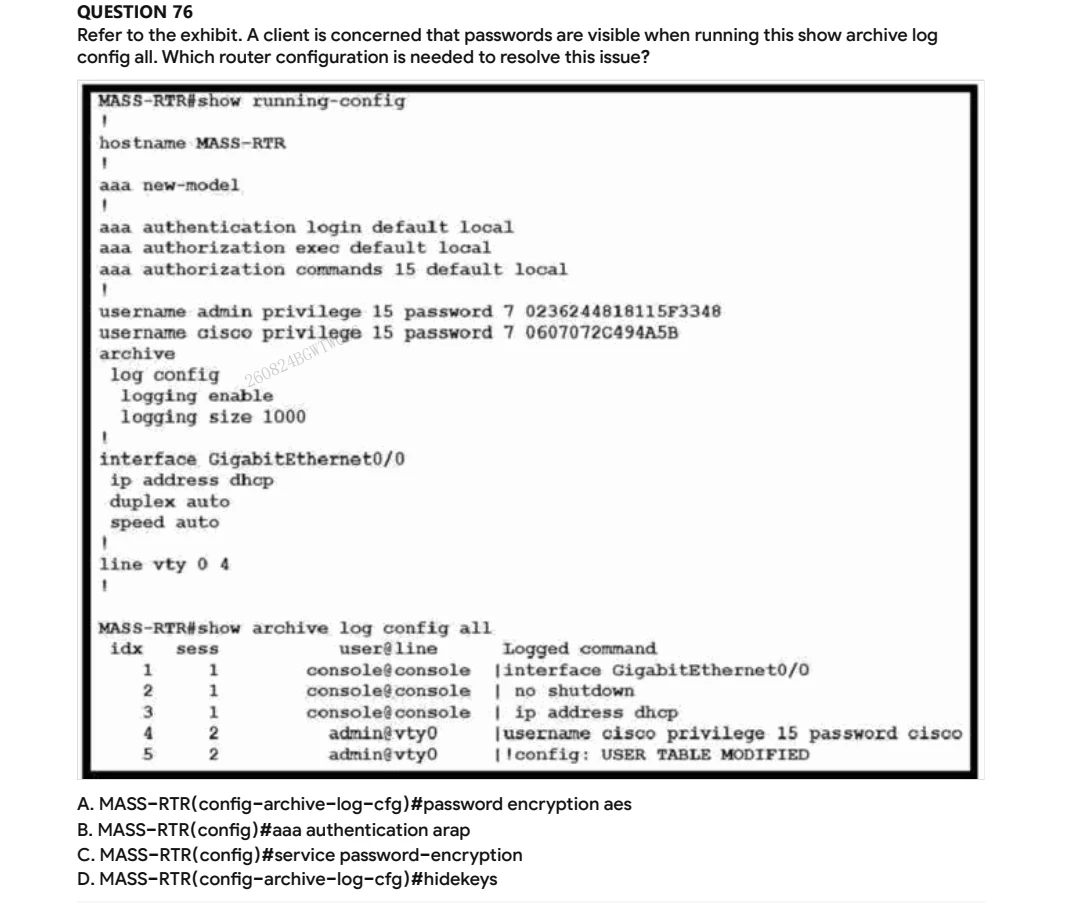 QUESTION 76
Refer to the exhibit. A client is concerned that passwords are visible when running this show archive log
config all. Which router configuration is needed to resolve this issue?
MASS-RTR#show running-config
!
hostname MASS-RTR
!
aaa new-model
!
aaa authentication login default local
aaa authorization exec default local
aaa authorization commands 15 default local
!
username admin privilege 15 password 7 0236244818115F3348
username cisco privilege 15 password 7 0607072C494A5B
archive
log config
logging enable
logging size 1000
!
interface GigabitEthernet0/0
ip address dhcp
duplex auto
speed auto
!
line vty 0 4
!
MASS-RTR#show archive log config all
idx sess user@line Logged command
1 1 console@console |interface GigabitEthernet0/0
2 1 console@console | no shutdown
3 1 console@console | ip address dhcp
4 2 admin@vty0 |username cisco privilege 15 password cisco
5 2 admin@vty0 |!config: USER TABLE MODIFIED
A. MASS-RTR(config-archive-log-cfg)#password encryption aes
B. MASS-RTR(config)#aaa authentication arap
C. MASS-RTR(config)#service password-encryption
D. MASS-RTR(config-archive-log-cfg)#hidekeys